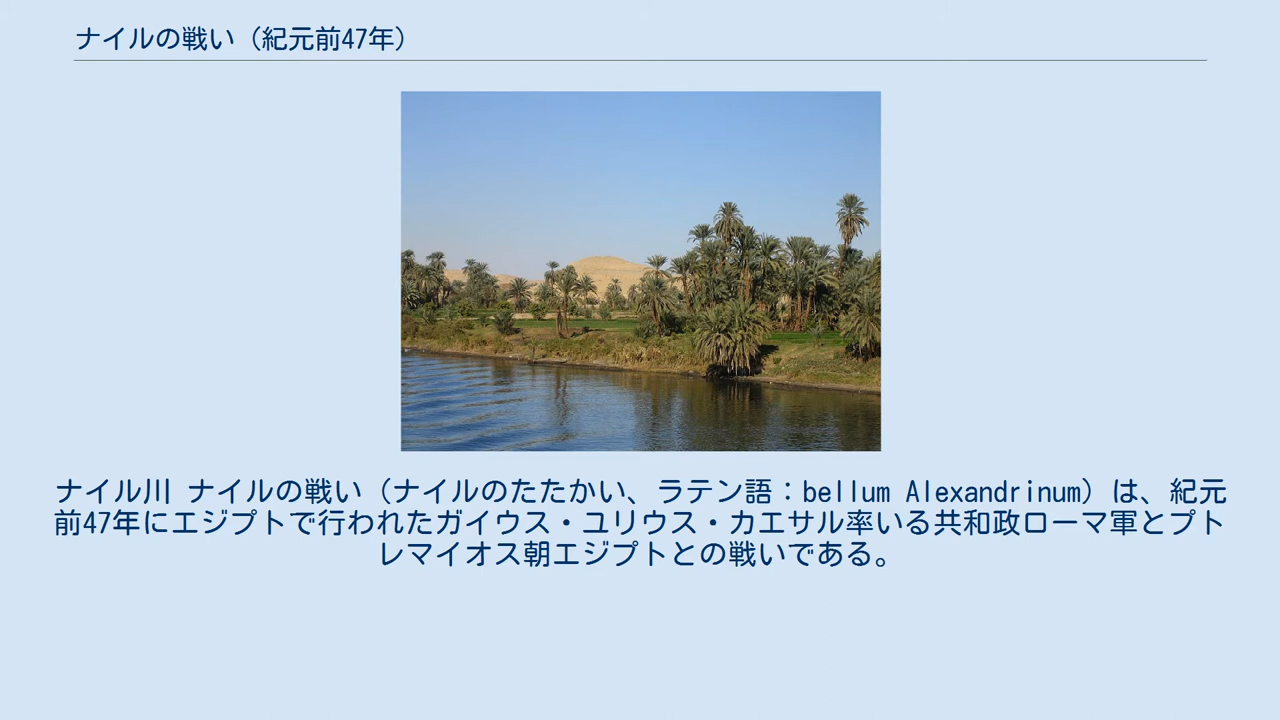 ナイルの戦い（紀元前47年）
ナイル川 ナイルの戦い（ナイルのたたかい、ラテン語：bellum Alexandrinum）は、紀元
前47年にエジプトで行われたガイウス・ユリウス・カエサル率いる共和政ローマ軍とプト
レマイオス朝エジプトとの戦いである。